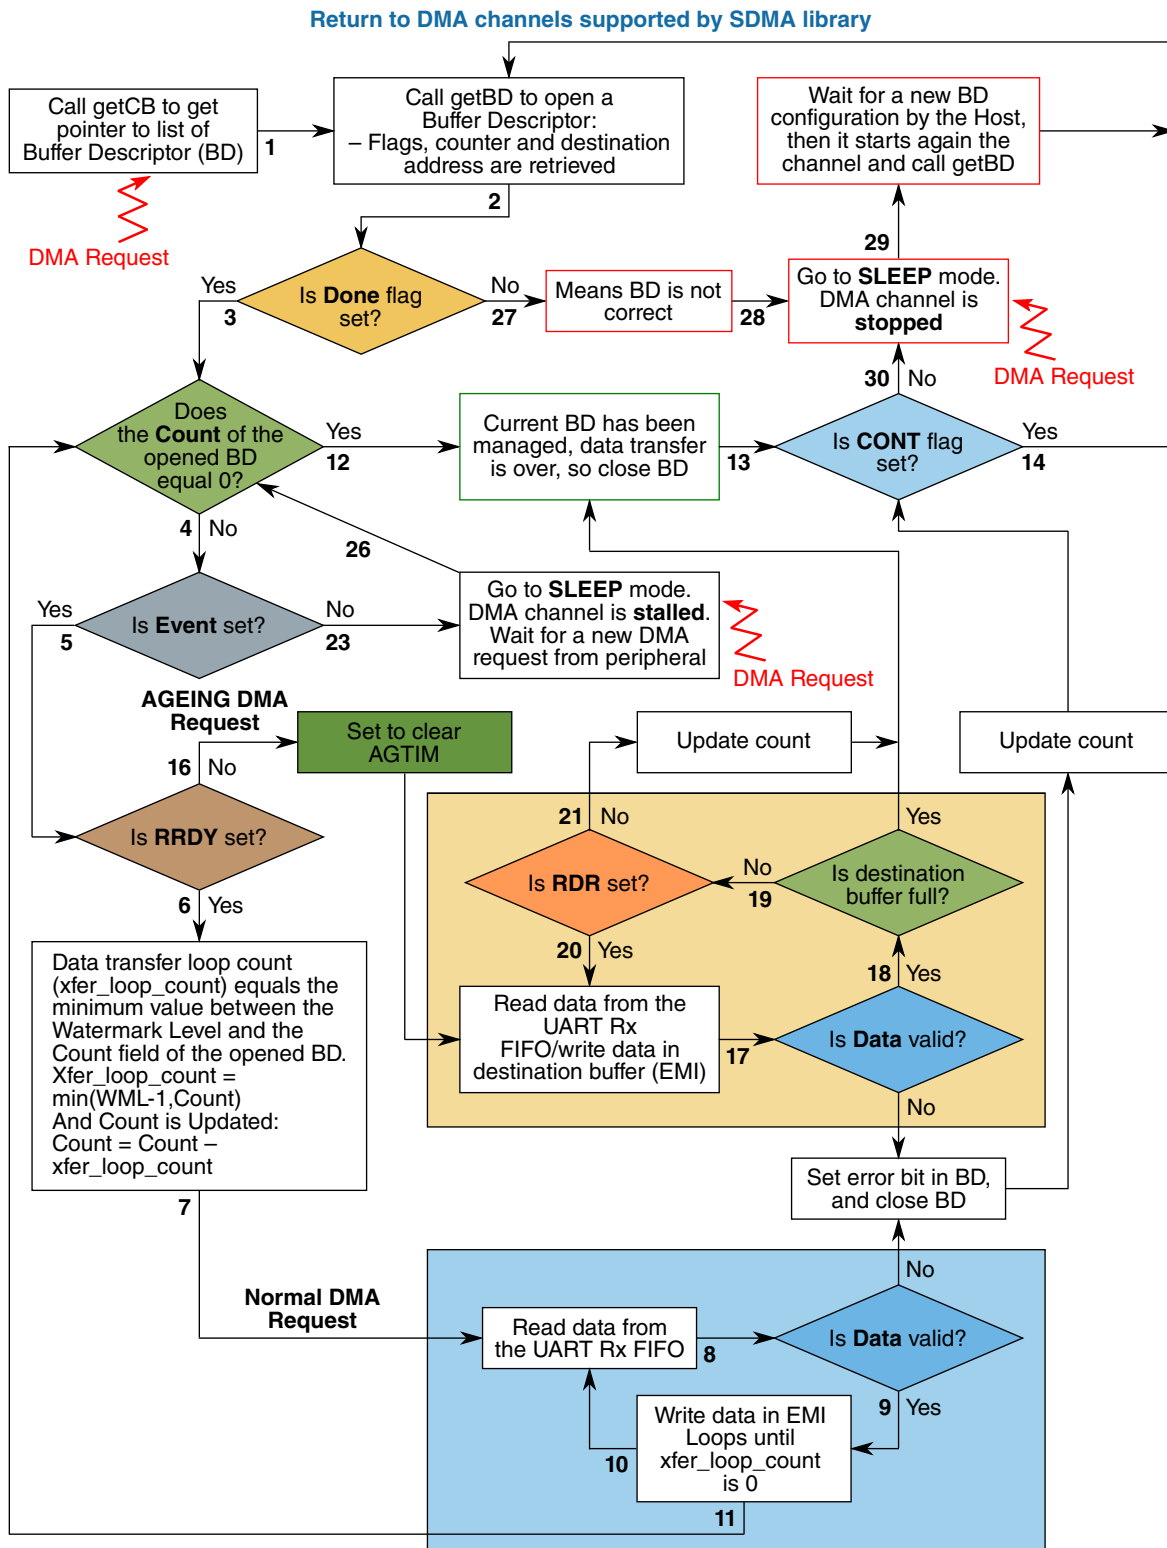 Return to DMA channels supported by SDMA library
Call getCB to get
pointer to list of
Buffer Descriptor (BD)
1
Call getBD to open a
Buffer Descriptor:
– Flags, counter and destination
address are retrieved
Wait for a new BD
configuration by the Host,
then it starts again the
channel and call getBD
2
DMA Request
29
Yes
3
Is Done flag
set?
No
27
Means BD is not
correct
28
Go to SLEEP mode.
DMA channel is
stopped
DMA Request
30
No
Does
the Count of the
opened BD
equal 0?
Yes
12
Current BD has been
managed, data transfer
is over, so close BD
13
Is CONT flag
set?
Yes
14
4
No
26
Yes
5
Is Event set?
No
23
Go to SLEEP mode.
DMA channel is stalled.
Wait for a new DMA
request from peripheral
DMA Request
AGEING DMA
Request
16
No
Set to clear
AGTIM
Update count
Update count
Is RRDY set?
21
No
Yes
Is RDR set?
No
19
Is destination
buffer full?
6
Yes
20
Yes
18
Yes
Data transfer loop count
(xfer_loop_count) equals the
minimum value between the
Watermark Level and the
Count field of the opened BD.
Xfer_loop_count =
min(WML-1,Count)
And Count is Updated:
Count = Count –
xfer_loop_count
Read data from the
UART Rx
FIFO/write data in
destination buffer (EMI)
17
Is Data valid?
No
7
Set error bit in BD,
and close BD
No
Normal DMA
Request
Read data from
the UART Rx FIFO
8
Is Data valid?
9
Yes
Write data in EMI
Loops until
xfer_loop_count
is 0
10
11